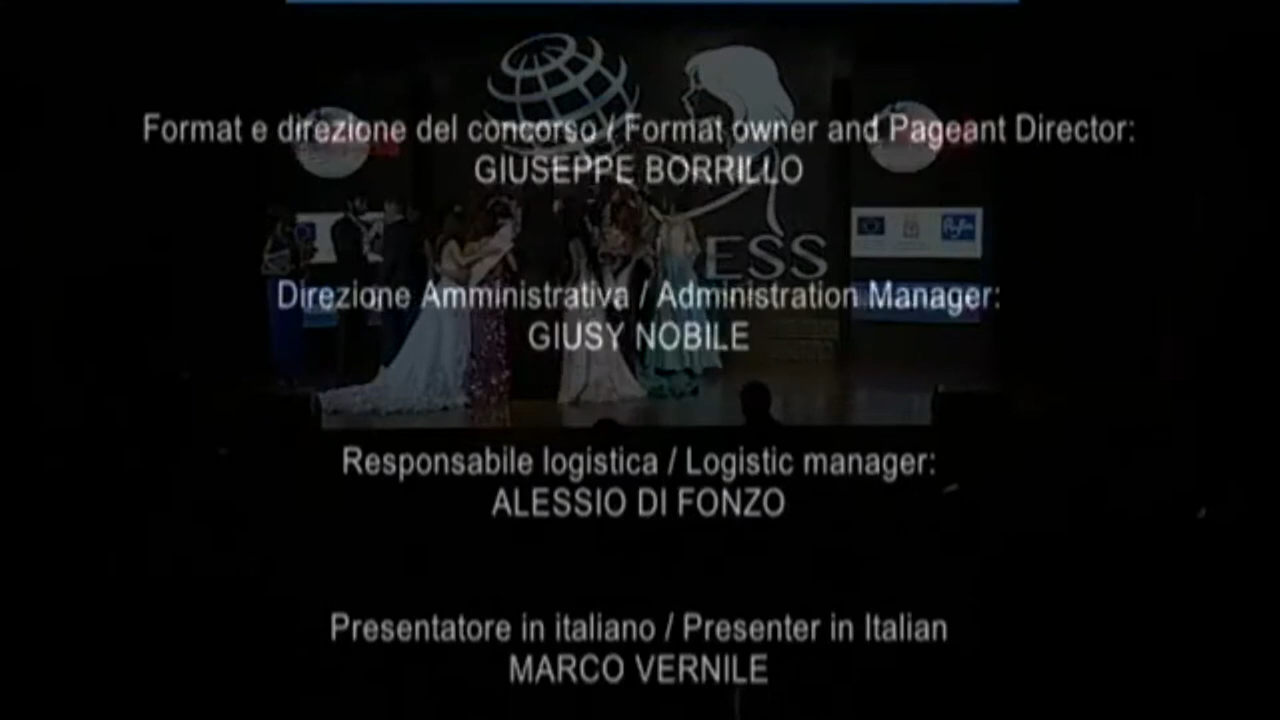 Format e direzione del concorso / Format owner and Pageant Director:
GIUSEPPE BORRILLO
ESS
Direzione Amministrativa / Administration Manager:
GIUSY NOBILE
Responsabile logistica / Logistic manager:
ALESSIO DI FONZO
Presentatore in italiano / Presenter in Italian
MARCO VERNILE